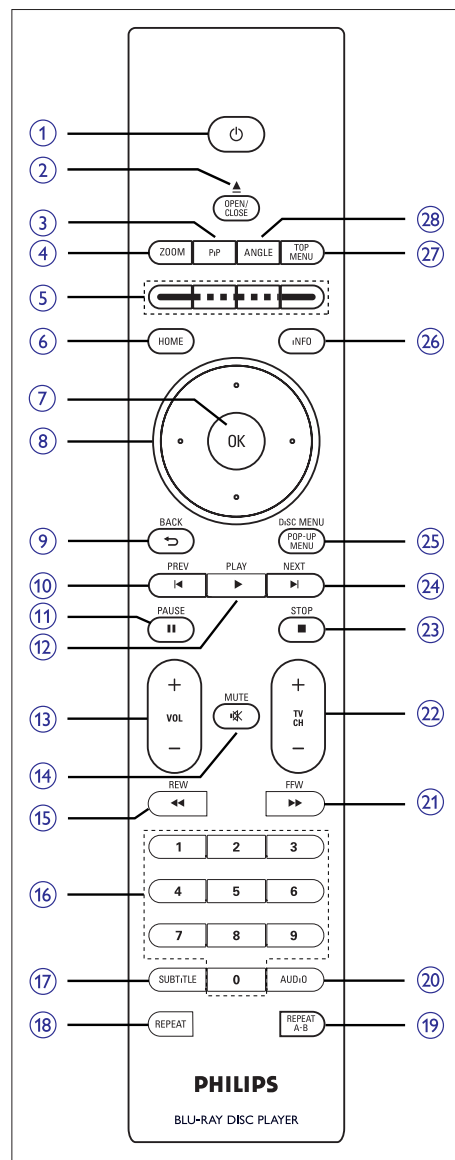 1
2
OPEN/
CLOSE
3
28
4
ZOOM
PiP
ANGLE
TOP
MENU
27
5
6
HOME
iNFO
26
7
8
OK
BACK
DiSC MENU
9
POP-UP
MENU
25
PREV
PLAY
NEXT
10
24
11
PAUSE
STOP
12
23
+
+
13
VOL
MUTE
TV
CH
22
14
−
−
REW
FFW
15
21
1
2
3
16
4
5
6
7
8
9
17
SUBTiTLE
0
AUDiO
20
18
REPEAT
REPEAT
A-B
19
PHILIPS
BLU-RAY DISC PLAYER